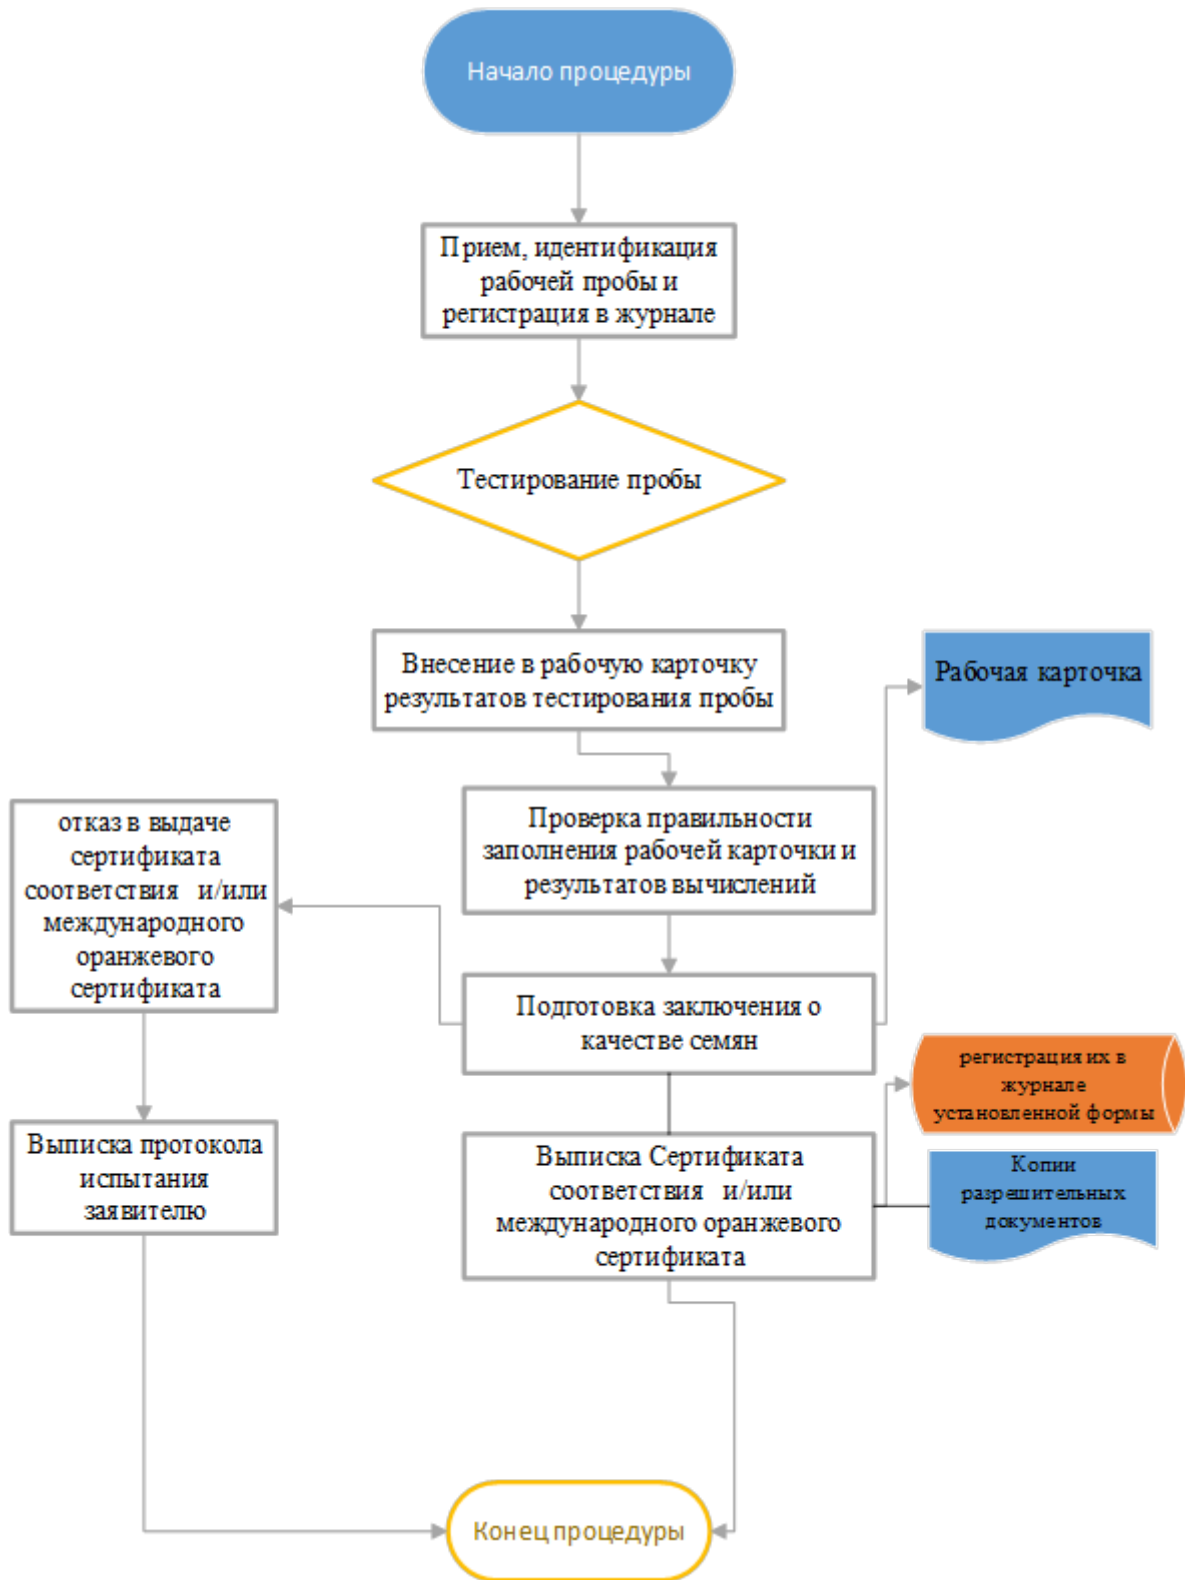 Начало процедуры
Прием, идентификация
рабочей пробы и
регистрация в журнале
Тестирование пробы
Внесение в рабочую карточку
результатов тестирования пробы
Рабочая карточка
Проверка правильности
заполнения рабочей карточки и
результатов вычислений
отказ в выдаче
сертификата
соответствия и/или
международного
оранжевого
сертификата
Подготовка заключения о
качестве семян
регистрация их в
журнале
установленной формы
Выписка протокола
испытания
заявителю
Выписка Сертификата
соответствия и/или
международного оранжевого
сертификата
Копии
разрешительных
документов
Конец процедуры